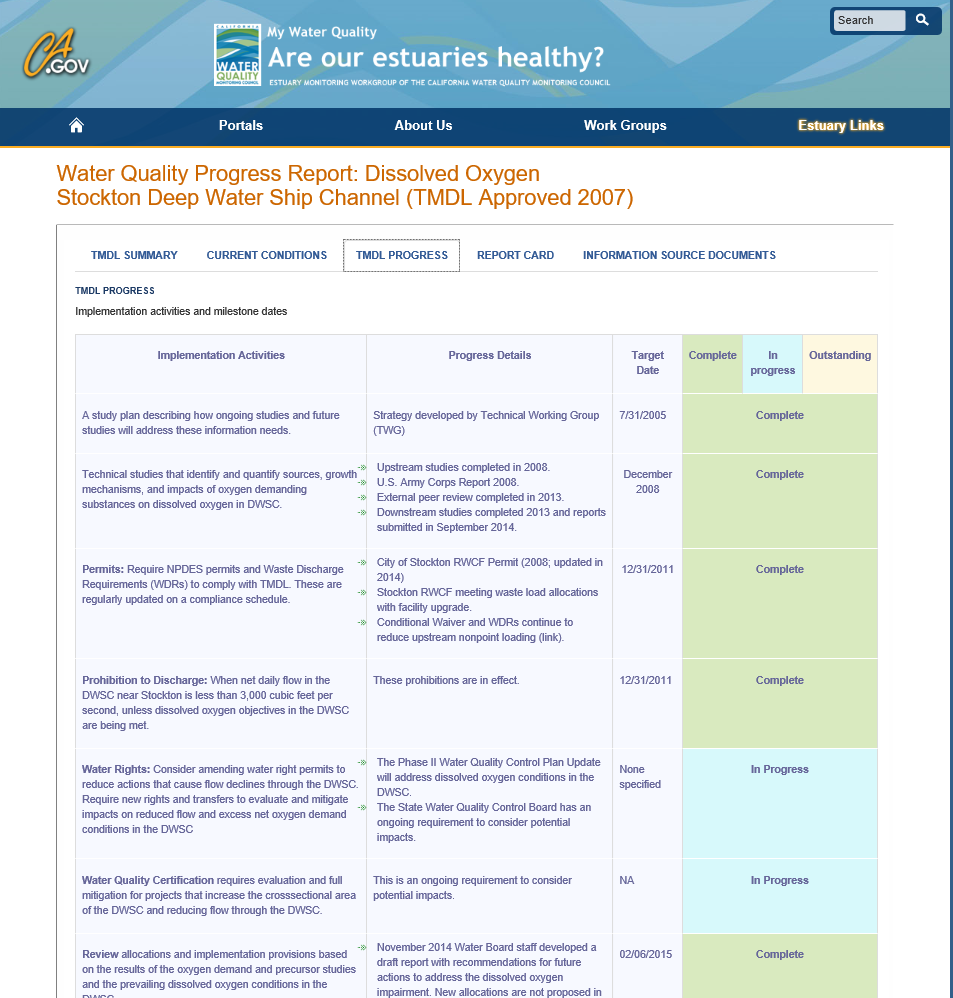 Search
CA
.GOV
CALIFORNIA
WATER
QUALITY
MONITORING COUNCIL
My Water Quality
Are our estuaries healthy?
ESTUARY MONITORING WORKGROUP OF THE CALIFORNIA WATER QUALITY MONITORING COUNCIL
Portals
About Us
Work Groups
Estuary Links
Water Quality Progress Report: Dissolved Oxygen
Stockton Deep Water Ship Channel (TMDL Approved 2007)
TMDL SUMMARY
CURRENT CONDITIONS
TMDL PROGRESS
REPORT CARD
INFORMATION SOURCE DOCUMENTS
TMDL PROGRESS
Implementation activities and milestone dates
Implementation Activities
Progress Details
Target
Date
Complete
In
progress
Outstanding
A study plan describing how ongoing studies and future
studies will address these information needs.
Strategy developed by Technical Working Group
(TWG)
7/31/2005
Complete
Technical studies that identify and quantify sources, growth
mechanisms, and impacts of oxygen demanding
substances on dissolved oxygen in DWSC.
Upstream studies completed in 2008.
U.S. Army Corps Report 2008.
External peer review completed in 2013.
Downstream studies completed 2013 and reports
submitted in September 2014.
December
2008
Complete
Permits: Require NPDES permits and Waste Discharge
Requirements (WDRs) to comply with TMDL. These are
regularly updated on a compliance schedule.
City of Stockton RWCF Permit (2008; updated in
2014)
Stockton RWCF meeting waste load allocations
with facility upgrade.
Conditional Waiver and WDRs continue to
reduce upstream nonpoint loading (link).
12/31/2011
Complete
Prohibition to Discharge: When net daily flow in the
DWSC near Stockton is less than 3,000 cubic feet per
second, unless dissolved oxygen objectives in the DWSC
are being met.
These prohibitions are in effect.
12/31/2011
Complete
Water Rights: Consider amending water right permits to
reduce actions that cause flow declines through the DWSC.
Require new rights and transfers to evaluate and mitigate
impacts on reduced flow and excess net oxygen demand
conditions in the DWSC
The Phase II Water Quality Control Plan Update
will address dissolved oxygen conditions in the
DWSC.
The State Water Quality Control Board has an
ongoing requirement to consider potential
impacts.
None
specified
In Progress
Water Quality Certification requires evaluation and full
mitigation for projects that increase the crosssectional area
of the DWSC and reducing flow through the DWSC.
This is an ongoing requirement to consider
potential impacts.
NA
In Progress
Review allocations and implementation provisions based
on the results of the oxygen demand and precursor studies
and the prevailing dissolved oxygen conditions in the
DWSC.
November 2014 Water Board staff developed a
draft report with recommendations for future
actions to address the dissolved oxygen
impairment. New allocations are not proposed in
02/06/2015
Complete